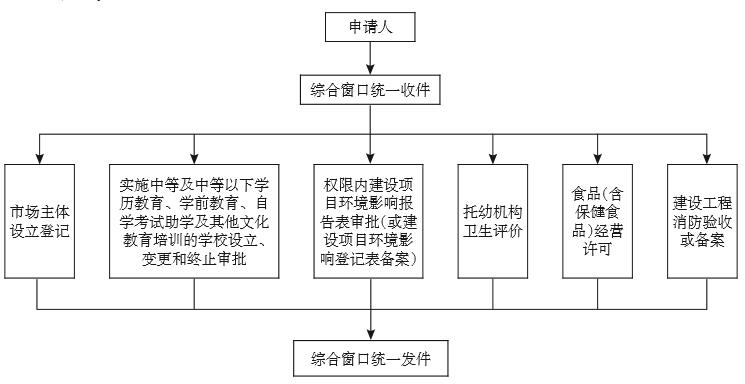 申请人
综合窗口统一收件
市场主体
设立登记
实施中等及中等以下学
历教育、学前教育、自
学考试助学及其他文化
教育培训的学校设立、
变更和终止审批
权限内建设项
目环境影响报
告表审批(或建
设项目环境影
响登记表备案)
托幼机构
卫生评价
食品(含
保健食
品)经营
许可
建设工程
消防验收
或备案
综合窗口统一发件